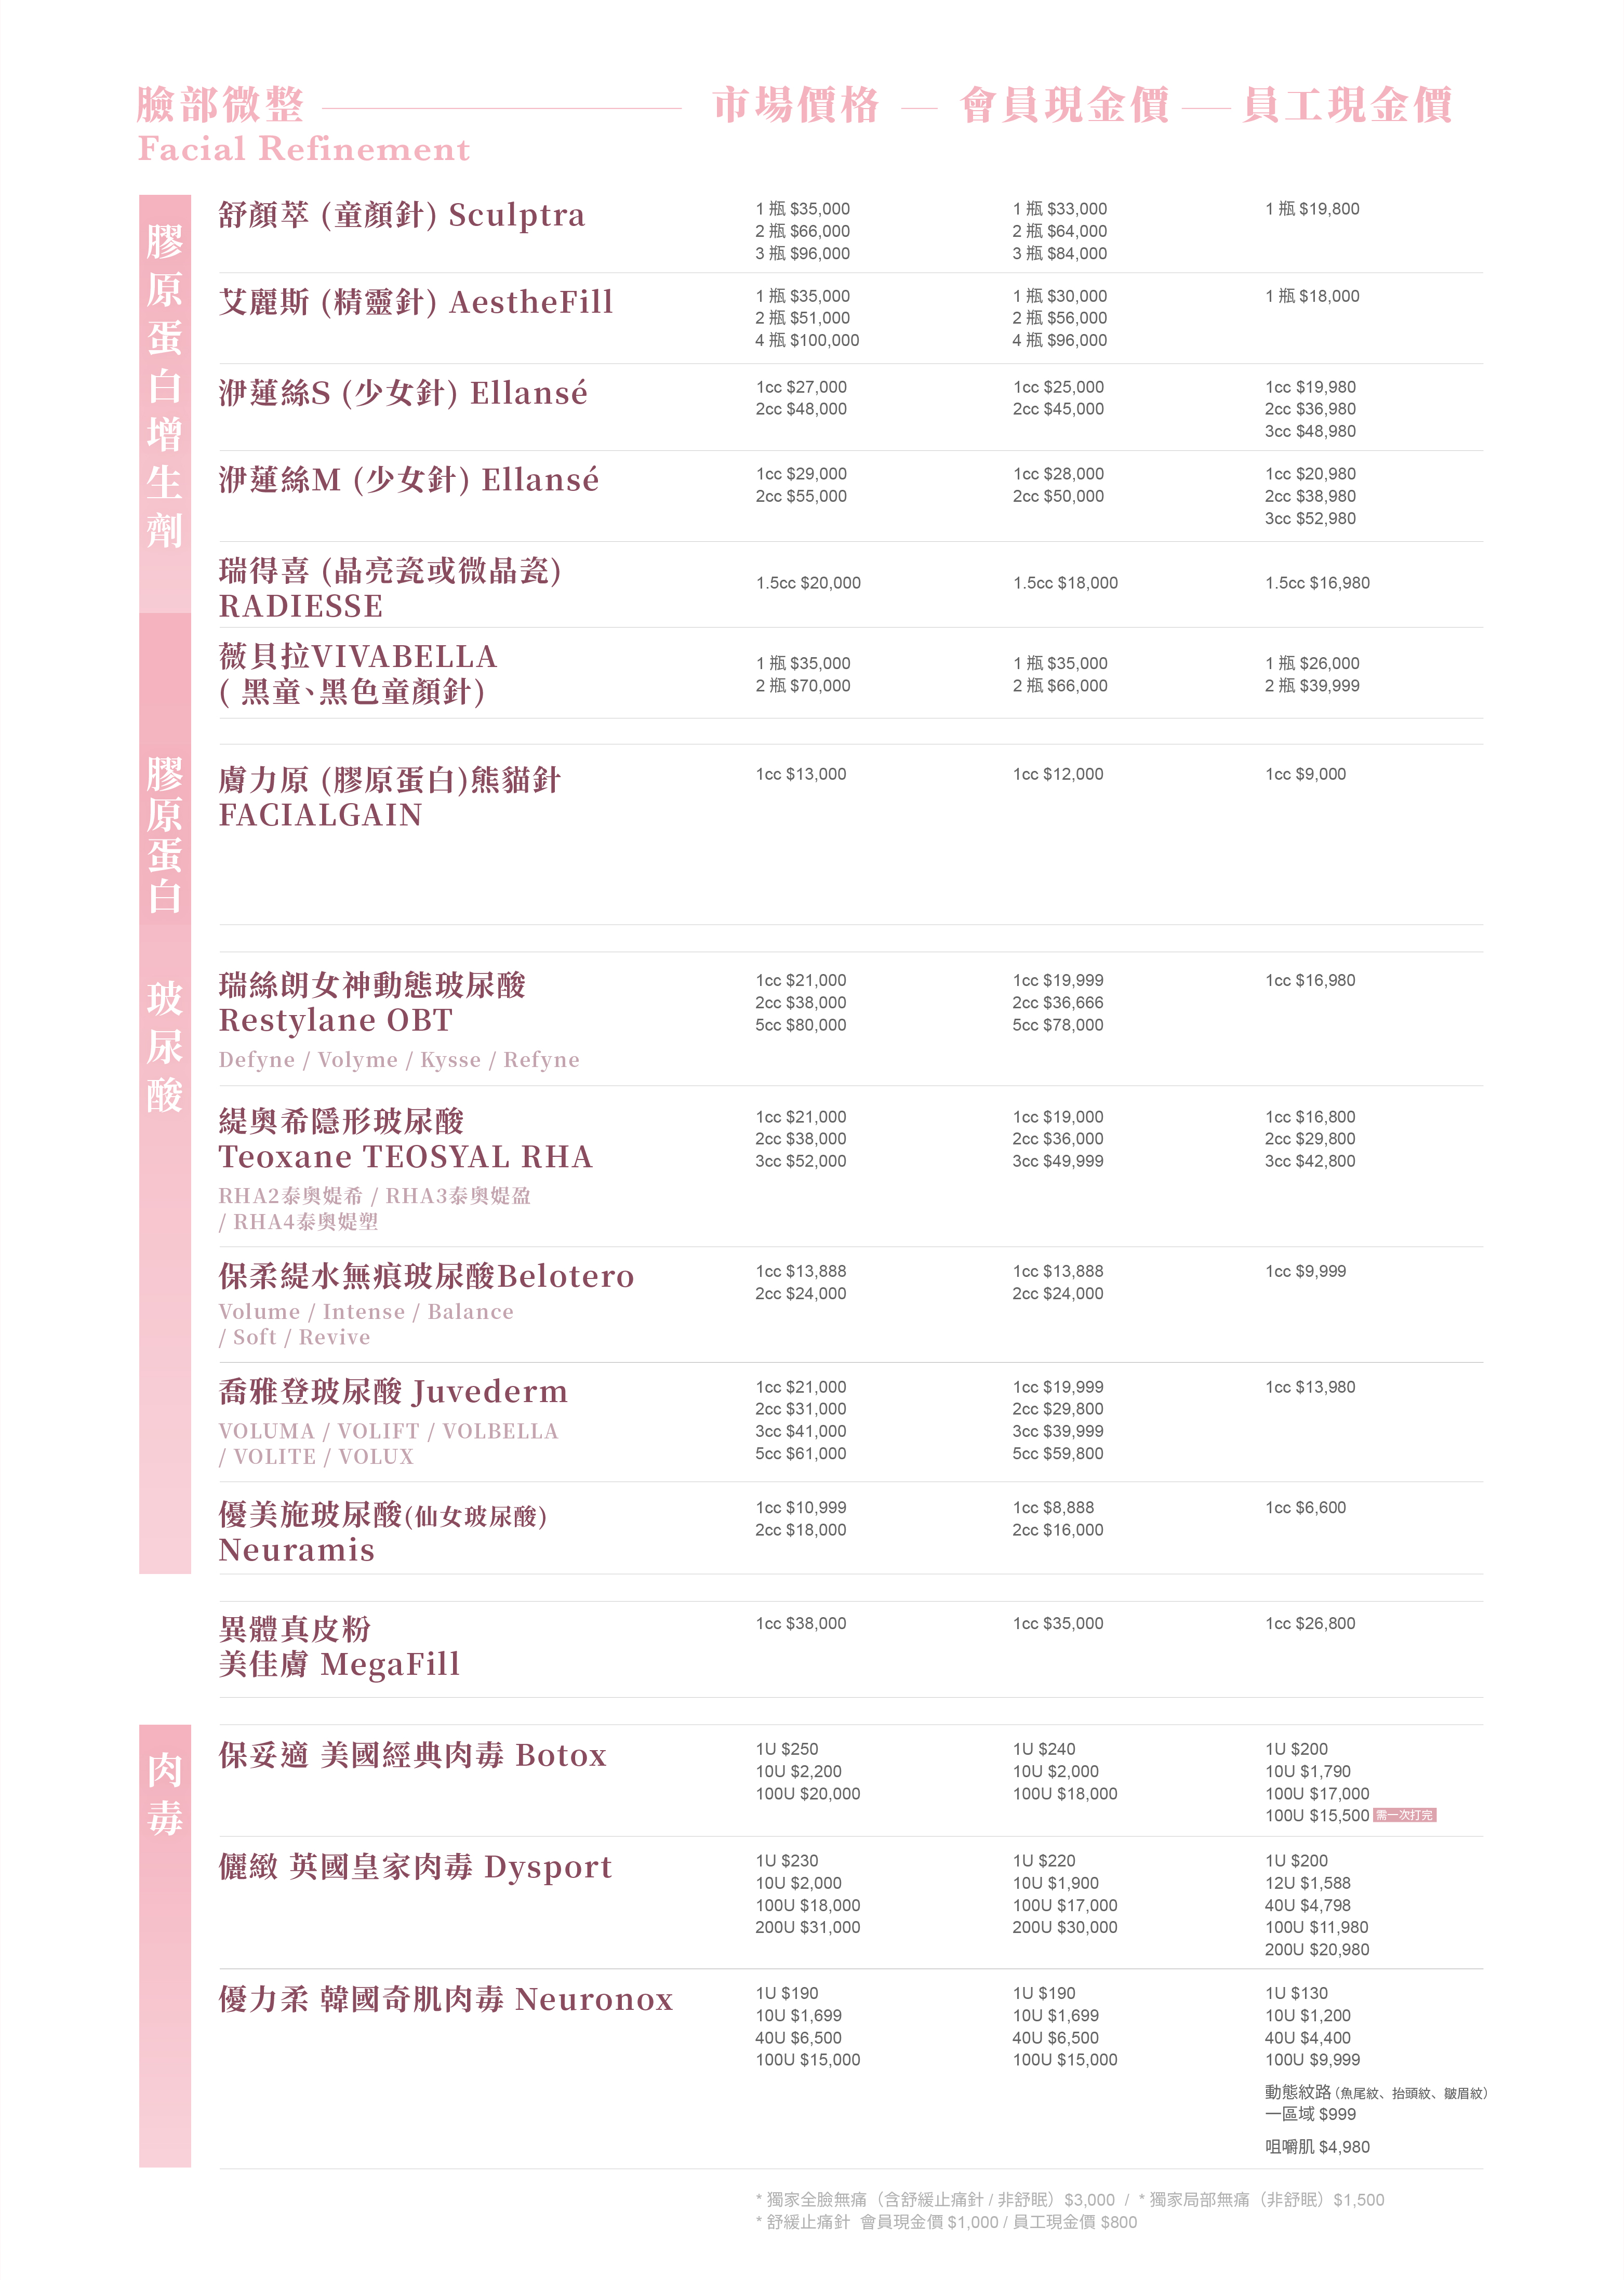 臉部微整 市場價格 會員現金價 員工現金價
Facial Refinement
膠原蛋白增生劑
舒顏萃 (童顏針) Sculptra
1 瓶 $35,000
2 瓶 $66,000
3 瓶 $96,000
1 瓶 $33,000
2 瓶 $64,000
3 瓶 $84,000
1 瓶 $19,800
艾麗斯 (精靈針) AestheFill
1 瓶 $35,000
2 瓶 $51,000
4 瓶 $100,000
1 瓶 $30,000
2 瓶 $56,000
4 瓶 $96,000
1 瓶 $18,000
洢蓮絲S (少女針) Ellansé
1cc $27,000
2cc $48,000
1cc $25,000
2cc $45,000
1cc $19,980
2cc $36,980
3cc $48,980
洢蓮絲M (少女針) Ellansé
1cc $29,000
2cc $55,000
1cc $28,000
2cc $50,000
1cc $20,980
2cc $38,980
3cc $52,980
瑞得喜 (晶亮瓷或微晶瓷)
RADIESSE
1.5cc $20,000
1.5cc $18,000
1.5cc $16,980
薇貝拉VIVABELLA
( 黑童、黑色童顏針)
1 瓶 $35,000
2 瓶 $70,000
1 瓶 $35,000
2 瓶 $66,000
1 瓶 $26,000
2 瓶 $39,999
膠原蛋白
膚力原 (膠原蛋白)熊貓針
FACIALGAIN
1cc $13,000
1cc $12,000
1cc $9,000
玻尿酸
瑞絲朗女神動態玻尿酸
Restylane OBT
Defyne / Volyme / Kysse / Refyne
1cc $21,000
2cc $38,000
5cc $80,000
1cc $19,999
2cc $36,666
5cc $78,000
1cc $16,980
緹奧希隱形玻尿酸
Teoxane TEOSYAL RHA
RHA2泰奧媞希 / RHA3泰奧媞盈
/ RHA4泰奧媞塑
1cc $21,000
2cc $38,000
3cc $52,000
1cc $19,000
2cc $36,000
3cc $49,999
1cc $16,800
2cc $29,800
3cc $42,800
保柔緹水無痕玻尿酸Belotero
Volume / Intense / Balance
/ Soft / Revive
1cc $13,888
2cc $24,000
1cc $13,888
2cc $24,000
1cc $9,999
喬雅登玻尿酸 Juvederm
VOLUMA / VOLIFT / VOLBELLA
/ VOLITE / VOLUX
1cc $21,000
2cc $31,000
3cc $41,000
5cc $61,000
1cc $19,999
2cc $29,800
3cc $39,999
5cc $59,800
1cc $13,980
優美施玻尿酸(仙女玻尿酸)
Neuramis
1cc $10,999
2cc $18,000
1cc $8,888
2cc $16,000
1cc $6,600
異體真皮粉
美佳膚 MegaFill
1cc $38,000
1cc $35,000
1cc $26,800
肉毒
保妥適 美國經典肉毒 Botox
1U $250
10U $2,200
100U $20,000
1U $240
10U $2,000
100U $18,000
1U $200
10U $1,790
100U $17,000
100U $15,500 需一次打完
儷緻 英國皇家肉毒 Dysport
1U $230
10U $2,000
100U $18,000
200U $31,000
1U $220
10U $1,900
100U $17,000
200U $30,000
1U $200
12U $1,588
40U $4,798
100U $11,980
200U $20,980
優力柔 韓國奇肌肉毒 Neuronox
1U $190
10U $1,699
40U $6,500
100U $15,000
1U $190
10U $1,699
40U $6,500
100U $15,000
1U $130
10U $1,200
40U $4,400
100U $9,999
動態紋路（魚尾紋、抬頭紋、皺眉紋）
一區域 $999
咀嚼肌 $4,980
* 獨家全臉無痛（含舒緩止痛針 / 非舒眠）$3,000 / * 獨家局部無痛（非舒眠）$1,500
* 舒緩止痛針 會員現金價 $1,000 / 員工現金價 $800